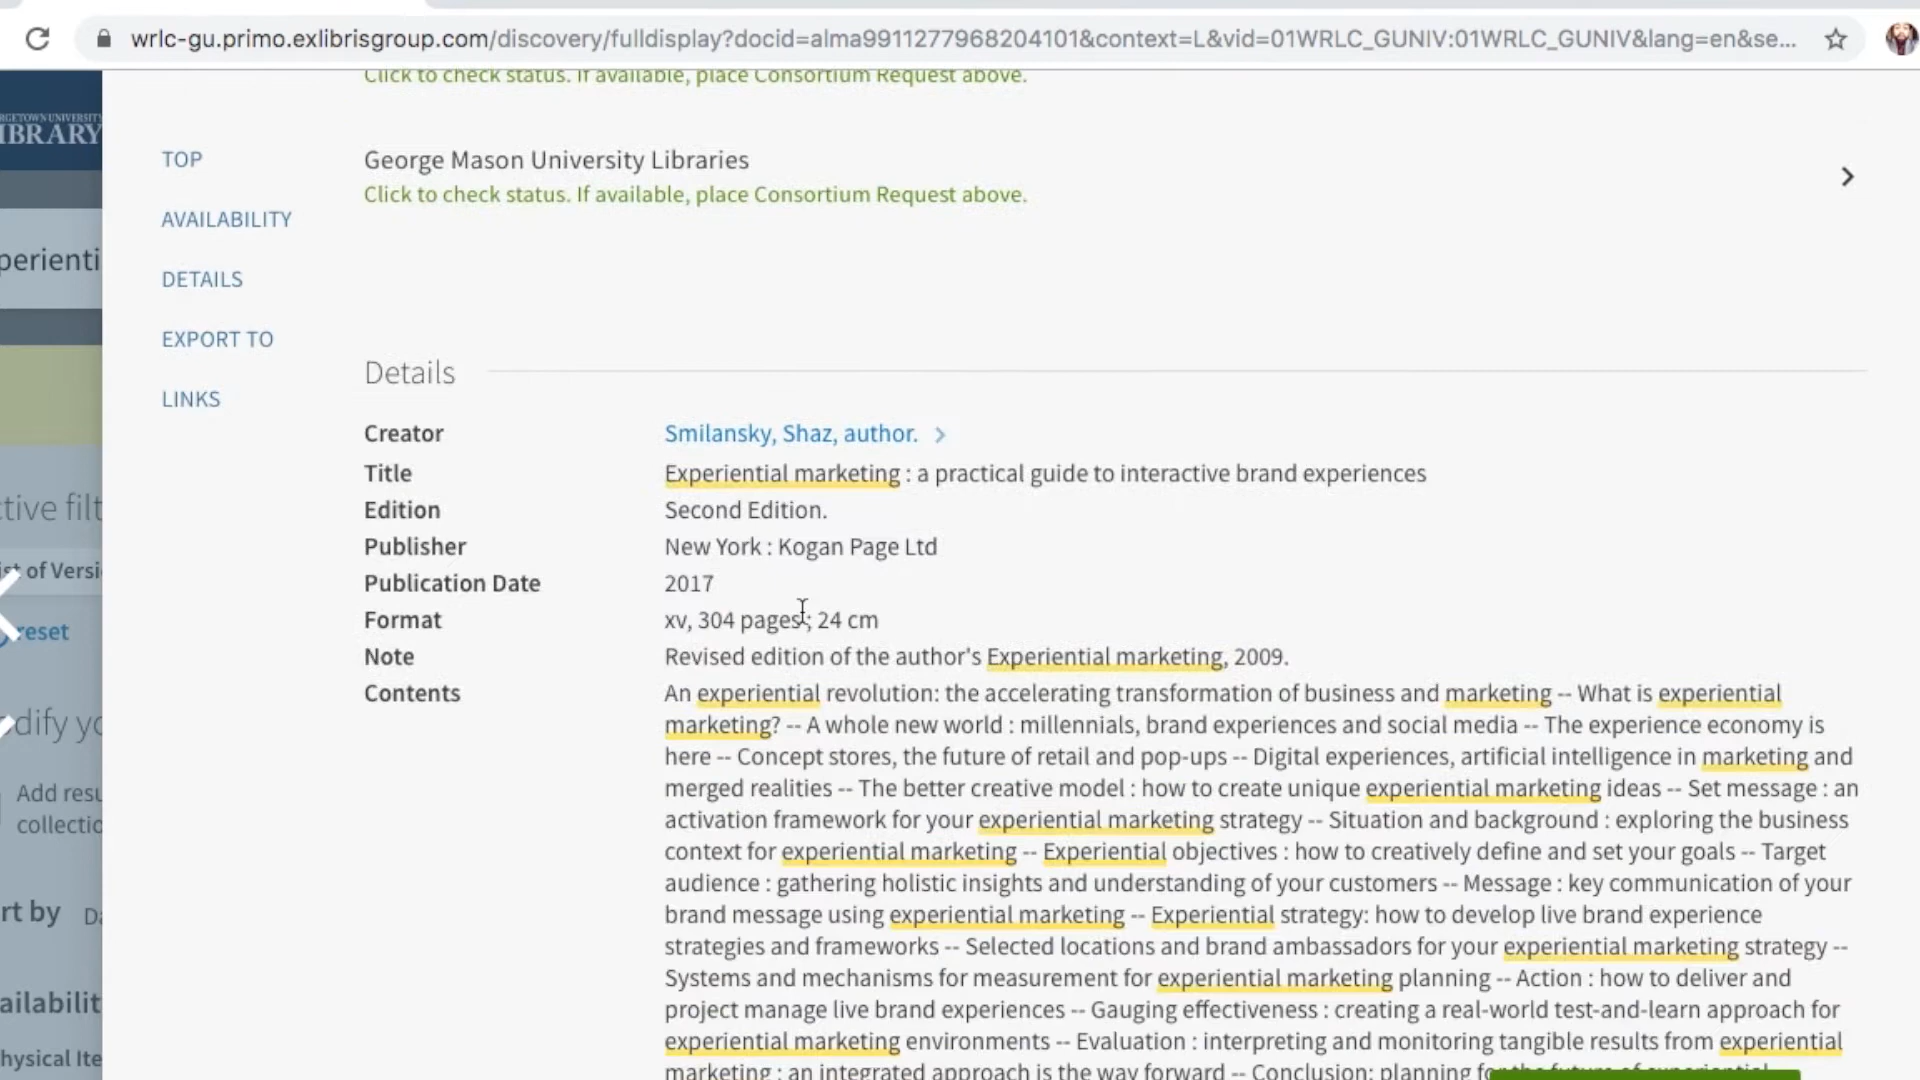 wrlc-gu.primo.exlibrisgroup.com/discovery/fulldisplay?docid=alma9911277968204101&context=L&vid=01WRLC_GUNIV:01WRLC_GUNIV&lang=en&se...
Click to check status. If available, place Consortium Request above.
RGETOWN UNIVERSITY
IBRARY
TOP
George Mason University Libraries
Click to check status. If available, place Consortium Request above.
AVAILABILITY
perienti
DETAILS
EXPORT TO
LINKS
Details
Creator
Smilansky, Shaz, author.
Title
Experiential marketing : a practical guide to interactive brand experiences
Edition
Second Edition.
Publisher
New York : Kogan Page Ltd
Publication Date
2017
Format
xv, 304 pages ; 24 cm
Note
Revised edition of the author's Experiential marketing, 2009.
Contents
An experiential revolution: the accelerating transformation of business and marketing -- What is experiential
marketing? -- A whole new world : millennials, brand experiences and social media -- The experience economy is
here -- Concept stores, the future of retail and pop-ups -- Digital experiences, artificial intelligence in marketing and
merged realities -- The better creative model : how to create unique experiential marketing ideas -- Set message : an
activation framework for your experiential marketing strategy -- Situation and background : exploring the business
context for experiential marketing -- Experiential objectives : how to creatively define and set your goals -- Target
audience : gathering holistic insights and understanding of your customers -- Message : key communication of your
brand message using experiential marketing -- Experiential strategy: how to develop live brand experience
strategies and frameworks -- Selected locations and brand ambassadors for your experiential marketing strategy --
Systems and mechanisms for measurement for experiential marketing planning -- Action : how to deliver and
project manage live brand experiences -- Gauging effectiveness : creating a real-world test-and-learn approach for
experiential marketing environments -- Evaluation : interpreting and monitoring tangible results from experiential
marketing : an integrated approach is the way forward -- Conclusion: planning for the future of experiential
ctive filt
ist of Versi
reset
dify yo
Add resu
collectio
rt by
Da
ailabilit
hysical Ite